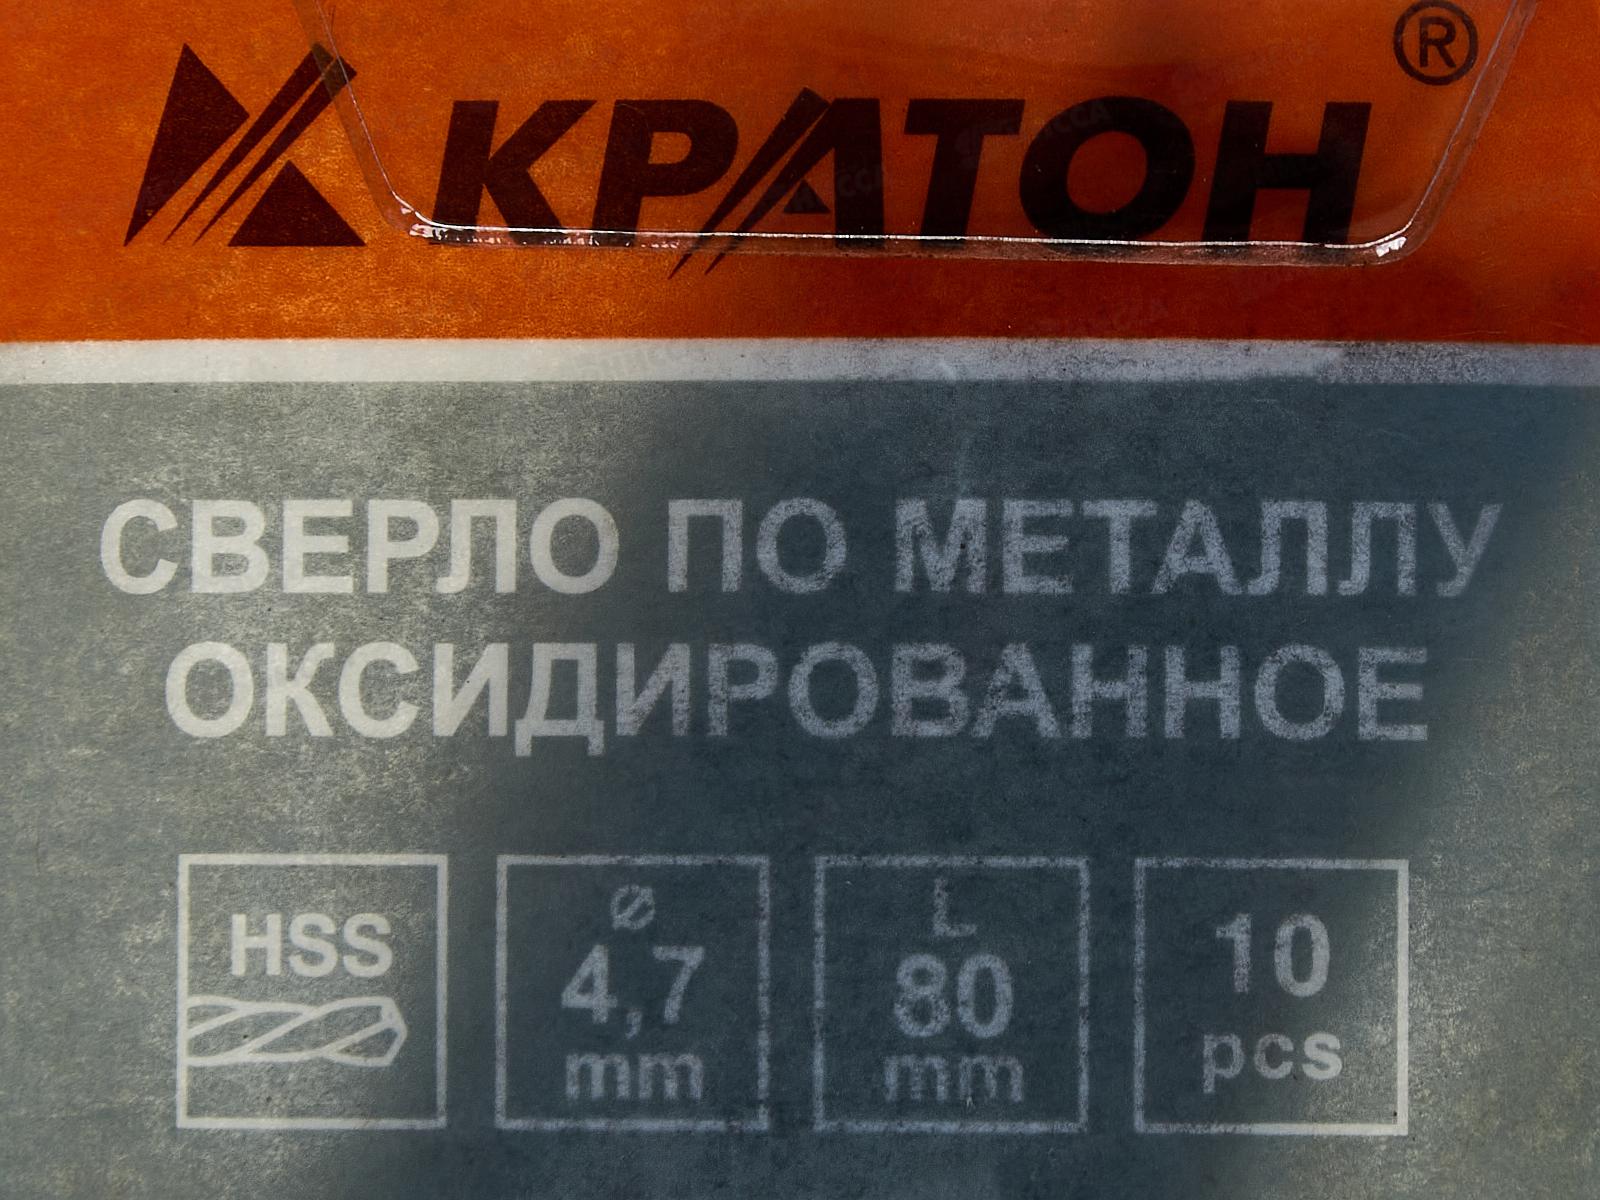 КРАТОН ®
СВЕРЛО ПО МЕТАЛЛУ
ОКСИДИРОВАННОЕ
HSS
⌀
4,7
mm
L
80
mm
10
pcs